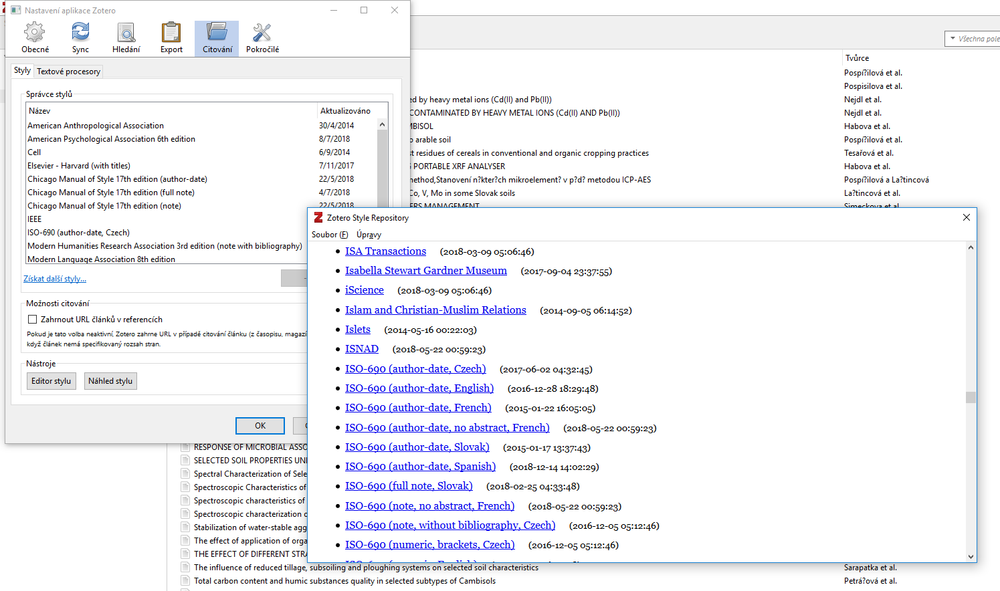 Nastavení aplikace Zotero
Obecné
Sync
Hledání
Export
Citování
Pokročilé
Styly
Textové procesory
Správce stylů
Název
Aktualizováno
American Anthropological Association 30/4/2014
American Psychological Association 6th edition 8/7/2018
Cell 6/9/2014
Elsevier - Harvard (with titles) 7/11/2017
Chicago Manual of Style 17th edition (author-date) 22/5/2018
Chicago Manual of Style 17th edition (full note) 4/7/2018
Chicago Manual of Style 17th edition (note) 22/5/2018
IEEE
ISO-690 (author-date, Czech)
Modern Humanities Research Association 3rd edition (note with bibliography)
Modern Language Association 8th edition
Získat další styly...
Možnosti citování
Zahrnout URL článků v referencích
Pokud je tato volba neaktivní, Zotero zahrne URL v případě citování článku (z časopisu, magazí
když článek nemá specifikovaný rozsah stran.
Nástroje
Editor stylu
Náhled stylu
OK
Všechna pole
Tvůrce
Pospí?ilová et al.
Pospisilova et al.
ed by heavy metal ions (Cd(II) and Pb(II)) Nejdl et al.
CONTAMINATED BY HEAVY METAL IONS (Cd(II) AND Pb(II)) Nejdl et al.
MBISOL Habova et al.
o arable soil Pospí?ilová et al.
st residues of cereals in conventional and organic cropping practices Tesařová et al.
G PORTABLE XRF ANALYSER Habova et al.
method,Stanovení n?kter?ch mikroelement? v p?d? metodou ICP-AES Pospí?ilová a La?tincová
Co, V, Mo in some Slovak soils La?tincová et al.
ERS MANAGEMENT Simeckova et al.
Zotero Style Repository
Soubor (F)
Úpravy
• ISA Transactions (2018-03-09 05:06:46)
• Isabella Stewart Gardner Museum (2017-09-04 23:37:55)
• iScience (2018-03-09 05:06:46)
• Islam and Christian-Muslim Relations (2014-09-05 06:14:52)
• Islets (2014-05-16 00:22:03)
• ISNAD (2018-05-22 00:59:23)
• ISO-690 (author-date, Czech) (2017-06-02 04:32:45)
• ISO-690 (author-date, English) (2016-12-28 18:29:48)
• ISO-690 (author-date, French) (2015-01-22 16:05:05)
• ISO-690 (author-date, no abstract, French) (2018-05-22 00:59:23)
• ISO-690 (author-date, Slovak) (2015-01-17 13:37:43)
• ISO-690 (author-date, Spanish) (2018-12-14 14:02:29)
• ISO-690 (full note, Slovak) (2018-02-25 04:33:48)
• ISO-690 (note, no abstract, French) (2018-05-22 00:59:23)
• ISO-690 (note, without bibliography, Czech) (2016-12-05 05:12:46)
• ISO-690 (numeric, brackets, Czech) (2016-12-05 05:12:46)
RESPONSE OF MICROBIAL ASSO
SELECTED SOIL PROPERTIES UN
Spectral Characterization of Sele
Spectroscopic Characteristics of
Spectroscopic characteristics of
Spectroscopic characterization o
Stabilization of water-stable agg
The effect of application of orga
THE EFFECT OF DIFFERENT STRA
The influence of reduced tillage, subsoiling and ploughing systems on selected soil characteristics Sarapatka et al.
Total carbon content and humic substances quality in selected subtypes of Cambisols Petrá?ová et al.